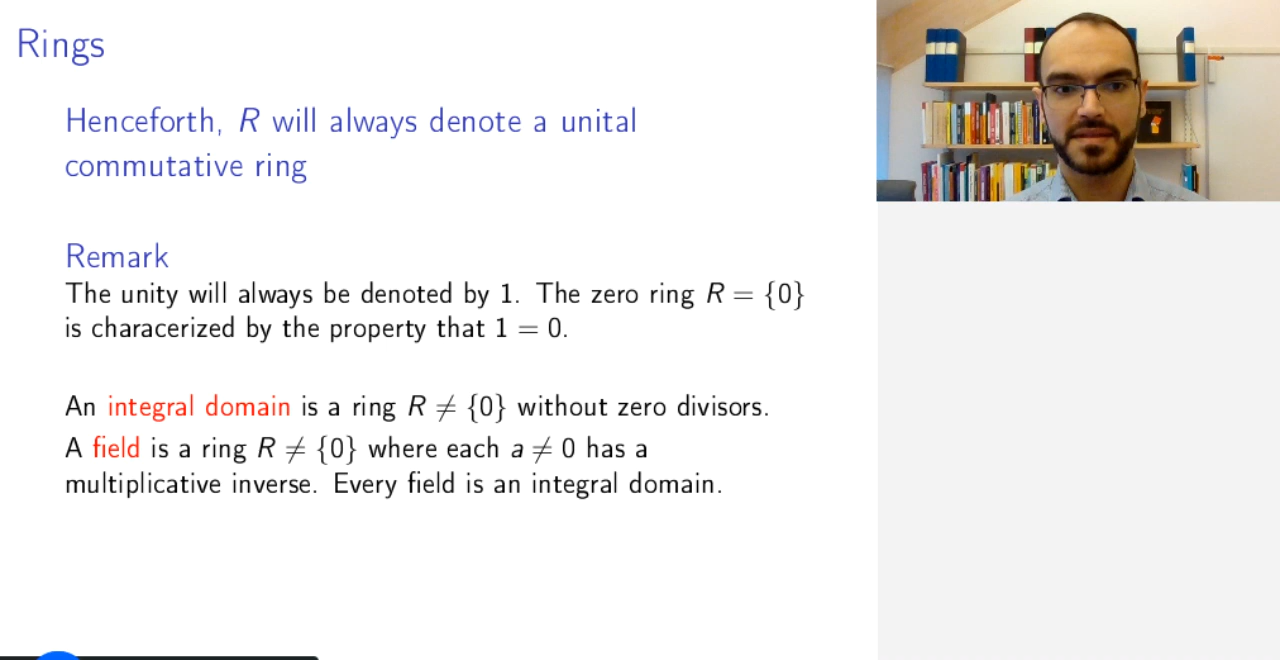 Rings
Henceforth, R will always denote a unital
commutative ring
Remark
The unity will always be denoted by 1. The zero ring R = {0}
is characerized by the property that 1 = 0.
An integral domain is a ring R ≠ {0} without zero divisors.
A field is a ring R ≠ {0} where each a ≠ 0 has a
multiplicative inverse. Every field is an integral domain.